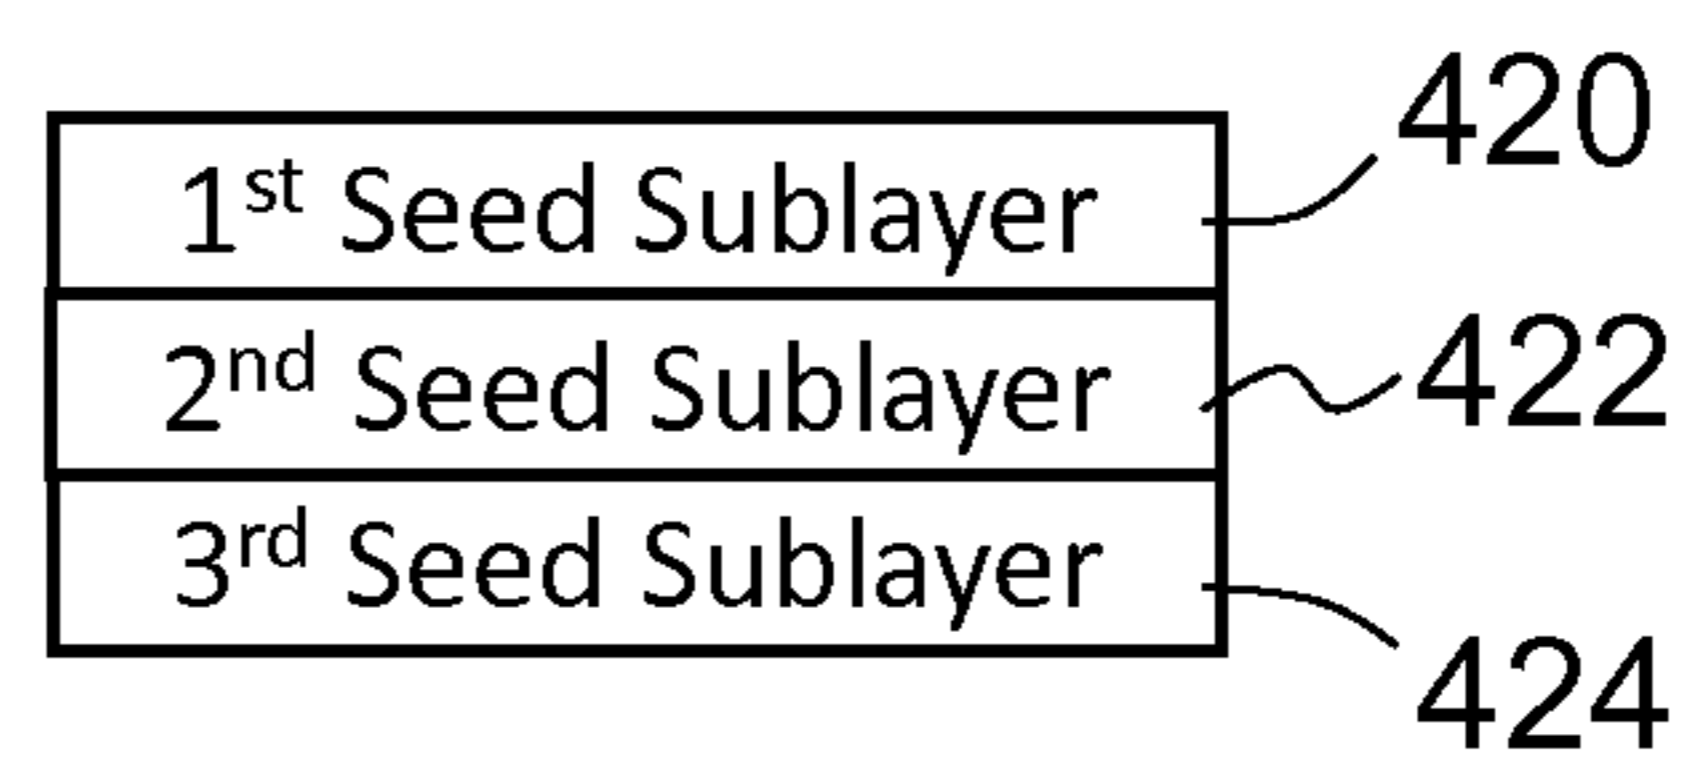 420
1st Seed Sublayer
2nd Seed Sublayer
422
3rd Seed Sublayer
424